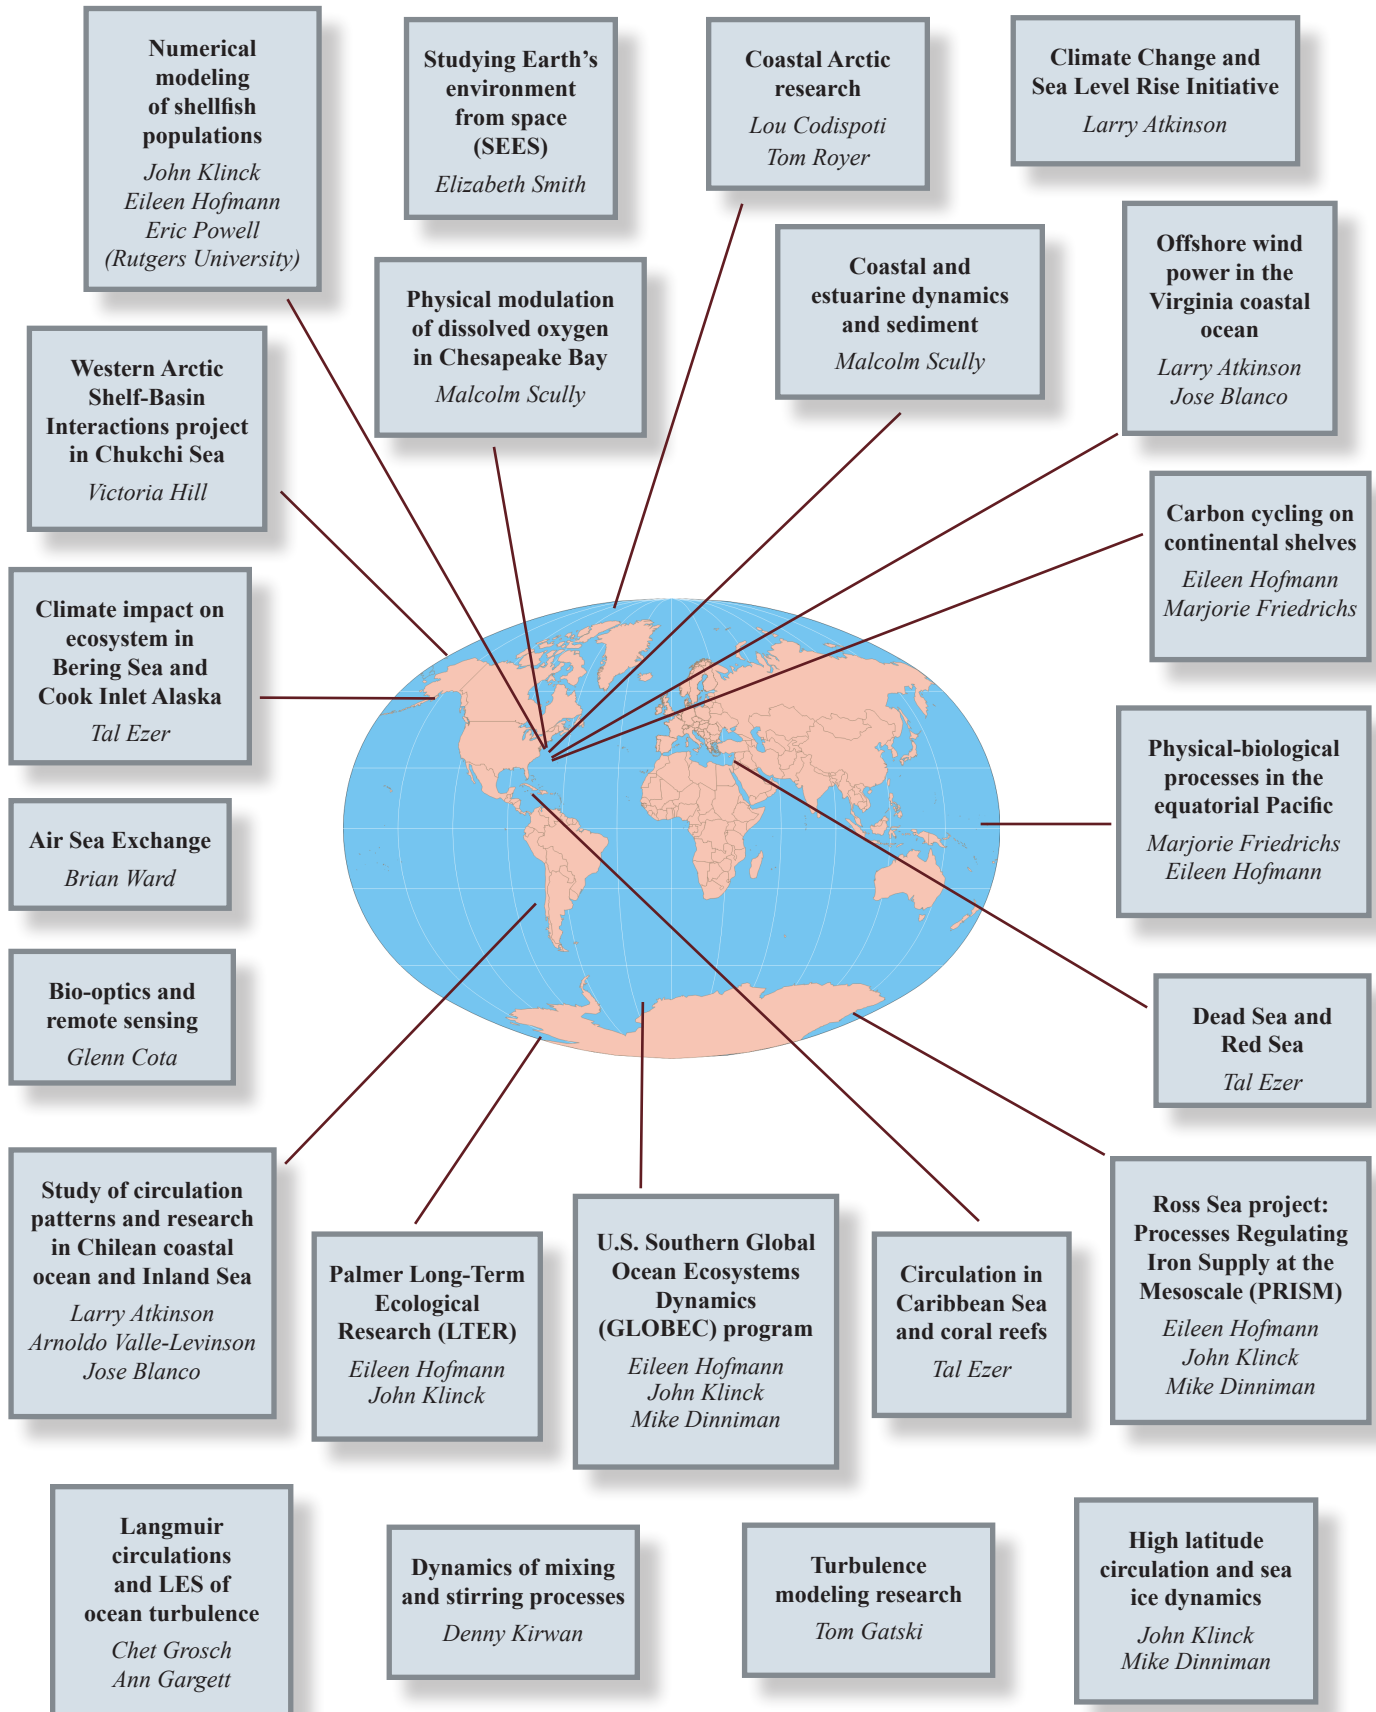 Numerical
modeling
of shellfish
populations
John Klinck
Eileen Hofmann
Eric Powell
(Rutgers University)
Studying Earth's
environment
from space
(SEES)
Elizabeth Smith
Coastal Arctic
research
Lou Codispoti
Tom Royer
Climate Change and
Sea Level Rise Initiative
Larry Atkinson
Physical modulation
of dissolved oxygen
in Chesapeake Bay
Malcolm Scully
Coastal and
estuarine dynamics
and sediment
Malcolm Scully
Offshore wind
power in the
Virginia coastal
ocean
Larry Atkinson
Jose Blanco
Western Arctic
Shelf-Basin
Interactions project
in Chukchi Sea
Victoria Hill
Carbon cycling on
continental shelves
Eileen Hofmann
Marjorie Friedrichs
Climate impact on
ecosystem in
Bering Sea and
Cook Inlet Alaska
Tal Ezer
Physical-biological
processes in the
equatorial Pacific
Marjorie Friedrichs
Eileen Hofmann
Air Sea Exchange
Brian Ward
Bio-optics and
remote sensing
Glenn Cota
Dead Sea and
Red Sea
Tal Ezer
Study of circulation
patterns and research
in Chilean coastal
ocean and Inland Sea
Larry Atkinson
Arnoldo Valle-Levinson
Jose Blanco
Palmer Long-Term
Ecological
Research (LTER)
Eileen Hofmann
John Klinck
U.S. Southern Global
Ocean Ecosystems
Dynamics
(GLOBEC) program
Eileen Hofmann
John Klinck
Mike Dinniman
Circulation in
Caribbean Sea
and coral reefs
Tal Ezer
Ross Sea project:
Processes Regulating
Iron Supply at the
Mesoscale (PRISM)
Eileen Hofmann
John Klinck
Mike Dinniman
Langmuir
circulations
and LES of
ocean turbulence
Chet Grosch
Ann Gargett
Dynamics of mixing
and stirring processes
Denny Kirwan
Turbulence
modeling research
Tom Gatski
High latitude
circulation and sea
ice dynamics
John Klinck
Mike Dinniman